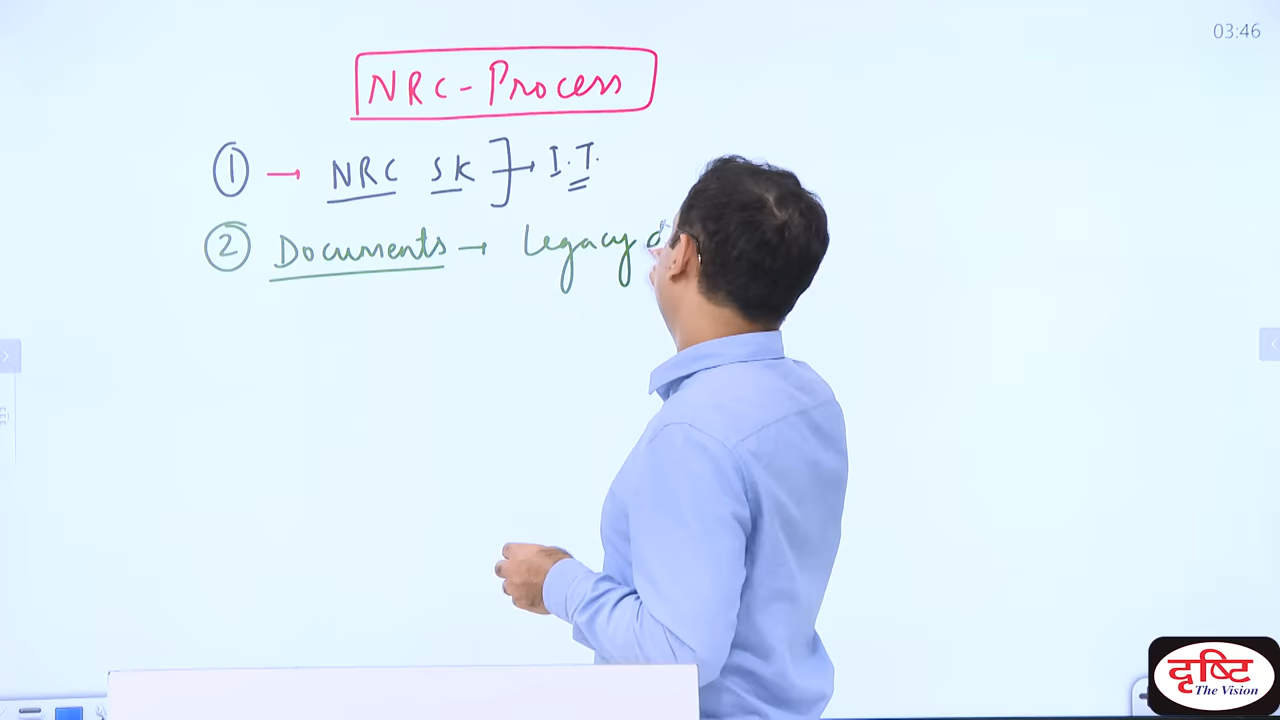 03:46
NRC - Process
① → NRC SK ] → I.T.
② Documents → Legacy d
दृष्टि
The Vision